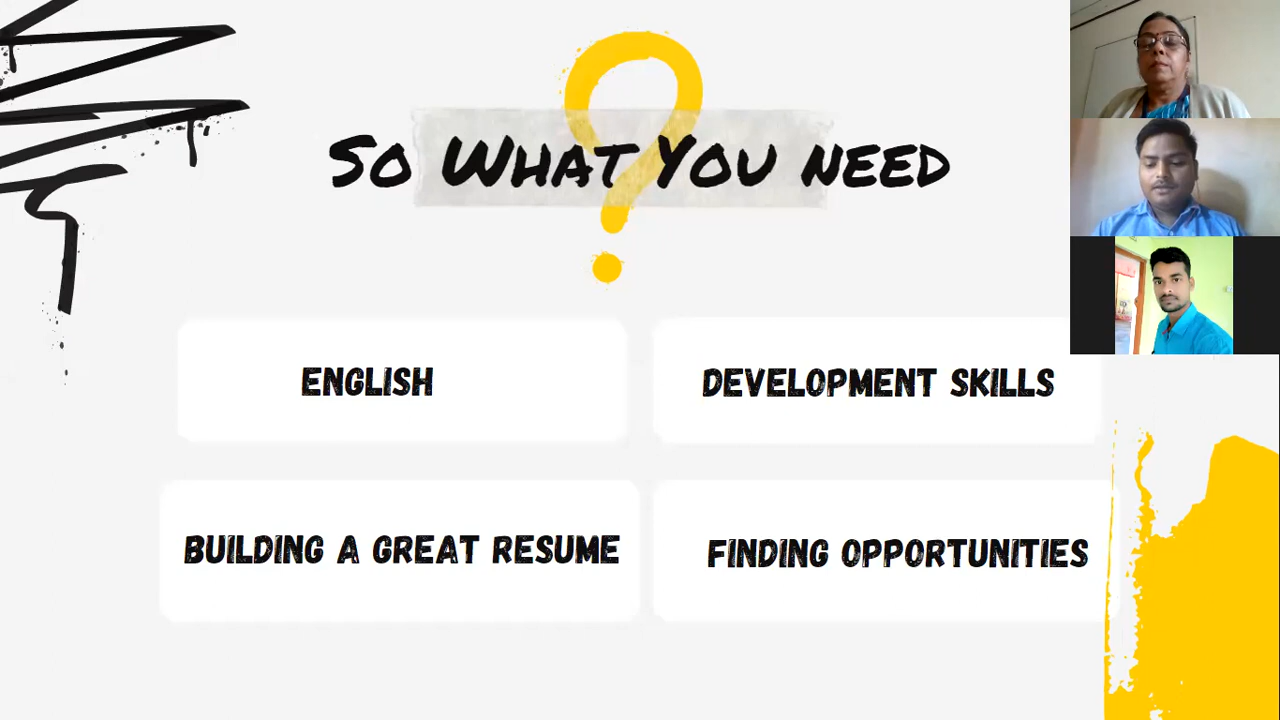 So What You need
ENGLISH
DEVELOPMENT SKILLS
BUILDING A GREAT RESUME
FINDING OPPORTUNITIES